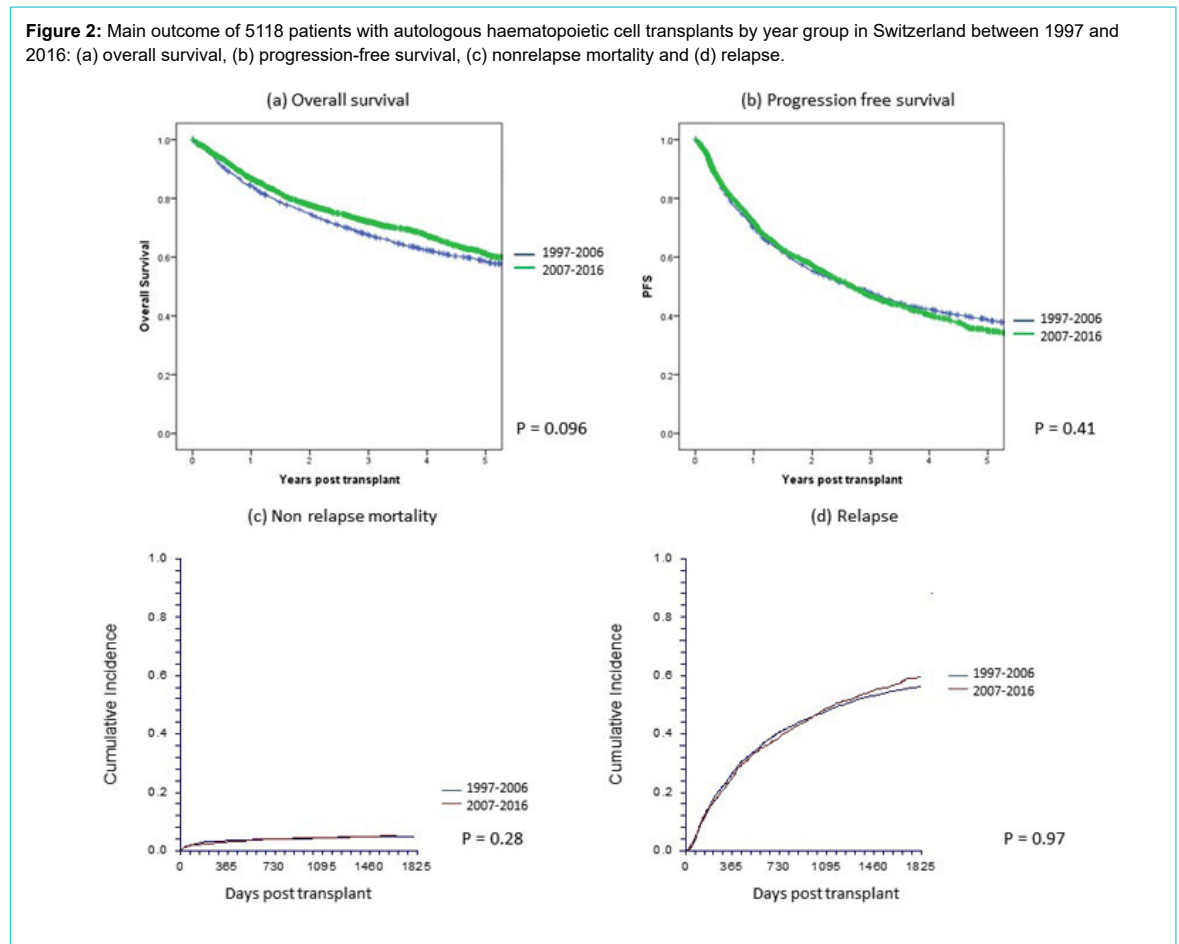 Figure 2: Main outcome of 5118 patients with autologous haematopoietic cell transplants by year group in Switzerland between 1997 and
2016: (a) overall survival, (b) progression-free survival, (c) nonrelapse mortality and (d) relapse.
(a) Overall survival
1.0
0.8
0.6
0.4
0.2
0.0
Overall Survival
0 1 2 3 4 5
Years post transplant
1997-2006
2007-2016
P = 0.096
(b) Progression free survival
1.0
0.8
0.6
0.4
0.2
0.0
PFS
0 1 2 3 4 5
Years post transplant
1997-2006
2007-2016
P = 0.41
(c) Non relapse mortality
1.0
0.8
0.6
0.4
0.2
0.0
Cumulative Incidence
0 365 730 1095 1460 1825
Days post transplant
1997-2006
2007-2016
P = 0.28
(d) Relapse
1.0
0.8
0.6
0.4
0.2
0.0
Cumulative Incidence
0 365 730 1095 1460 1825
Days post transplant
1997-2006
2007-2016
P = 0.97